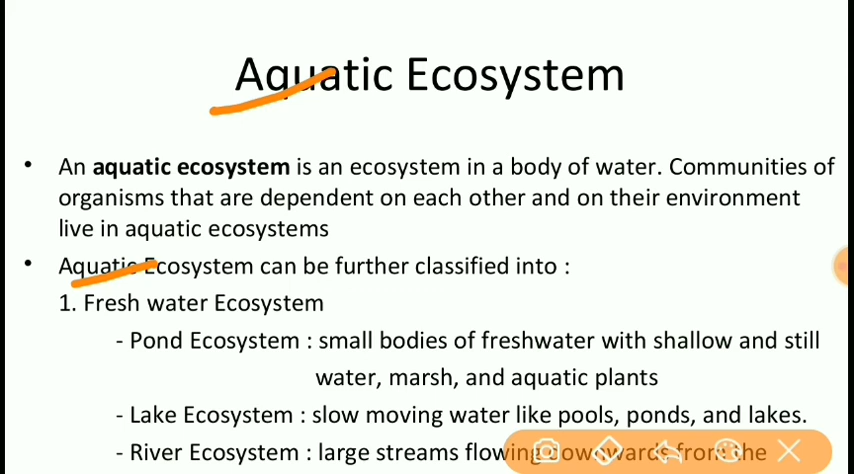 Aquatic Ecosystem
• An aquatic ecosystem is an ecosystem in a body of water. Communities of
organisms that are dependent on each other and on their environment
live in aquatic ecosystems
• Aquatic Ecosystem can be further classified into :
1. Fresh water Ecosystem
- Pond Ecosystem : small bodies of freshwater with shallow and still
water, marsh, and aquatic plants
- Lake Ecosystem : slow moving water like pools, ponds, and lakes.
- River Ecosystem : large streams flowing downwards from the